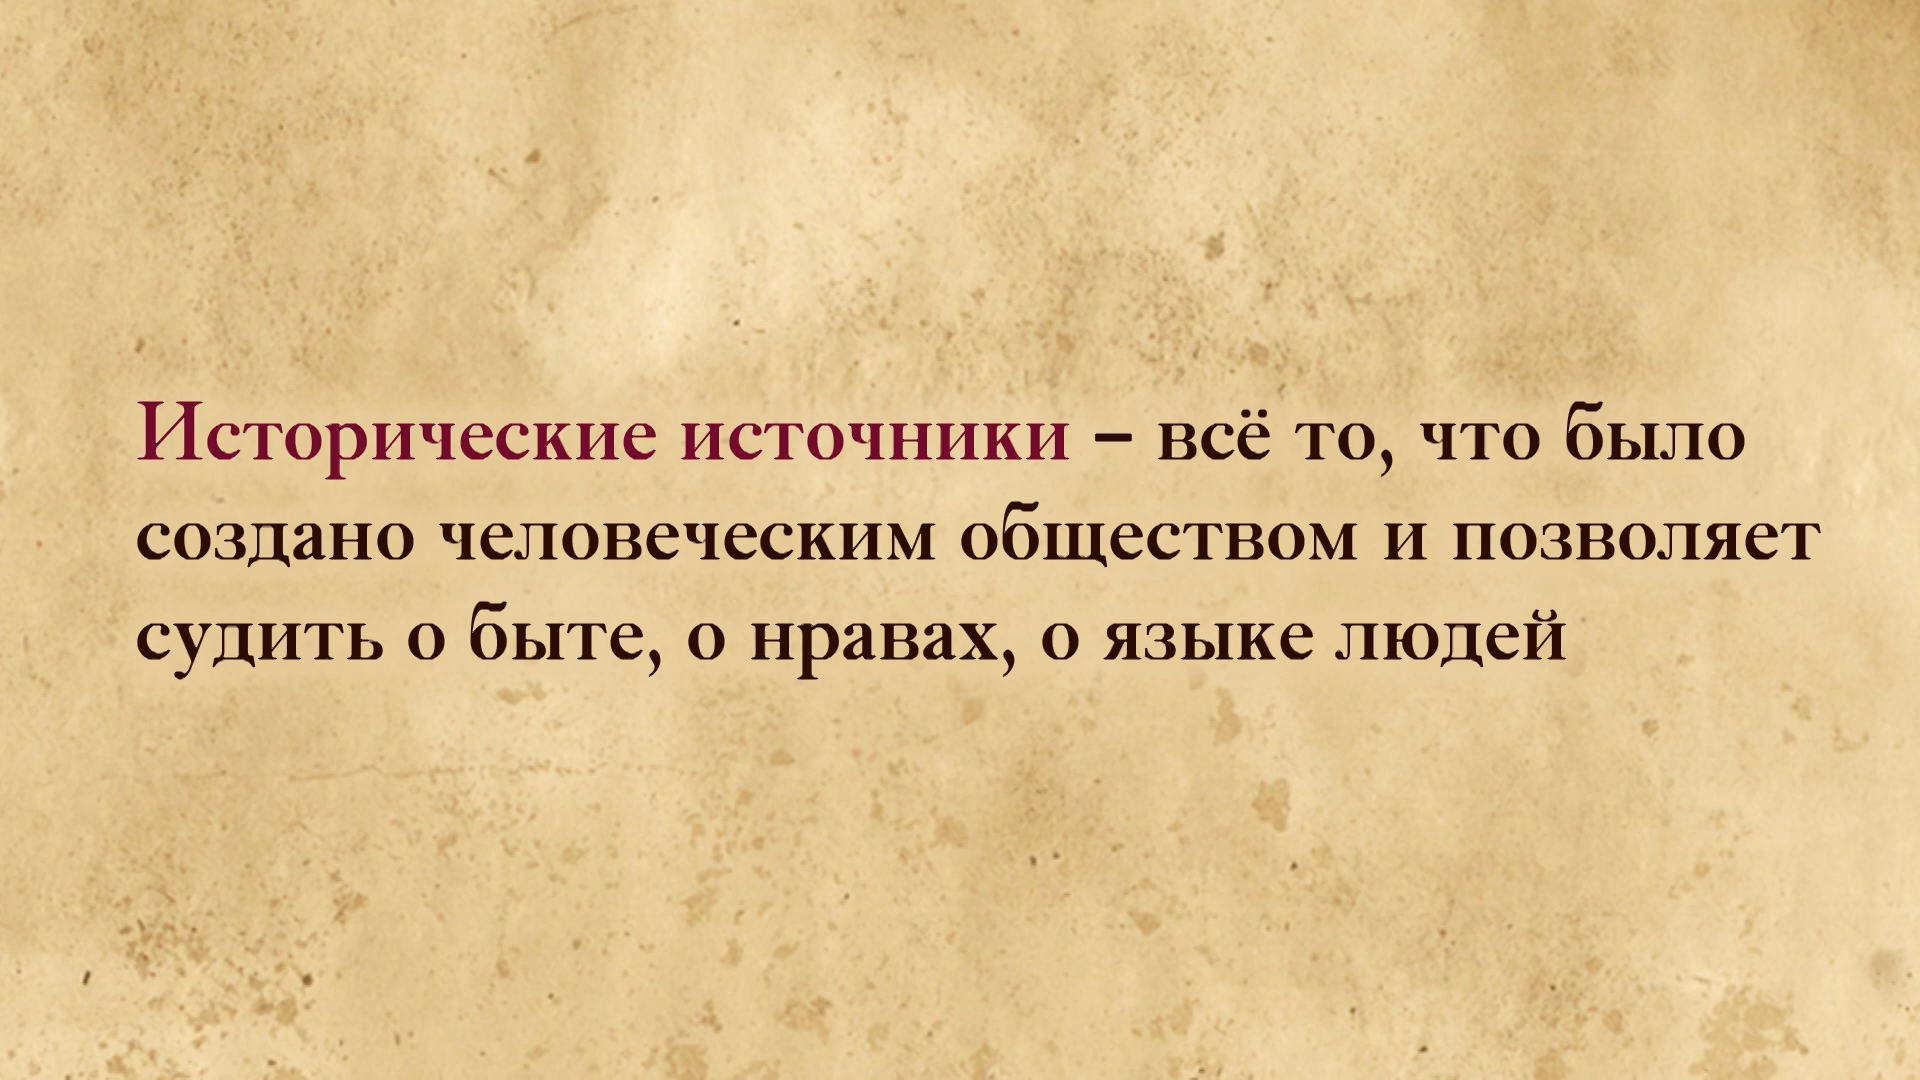 Исторические источники – всё то, что было
создано человеческим обществом и позволяет
судить о быте, о нравах, о языке людей